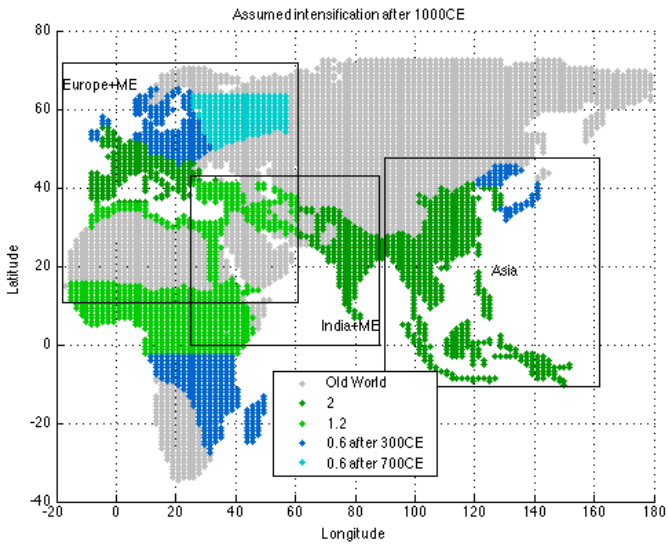 Assumed intensification after 1000CE
80
60
40
20
0
-20
-40
Latitude
Europe+ME
Asia
India+ME
Old World
2
1.2
0.6 after 300CE
0.6 after 700CE
-20 0 20 40 60 80 100 120 140 160 180
Longitude